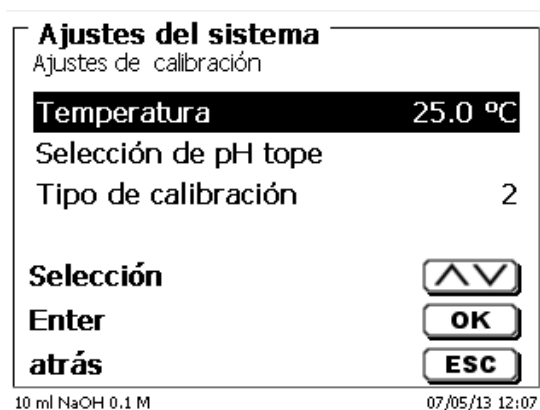 Ajustes del sistema
Ajustes de calibración
Temperatura 25.0 ºC
Selección de pH tope
Tipo de calibración 2
Selección
Enter OK
atrás ESC
10 ml NaOH 0.1 M 07/05/13 12:07